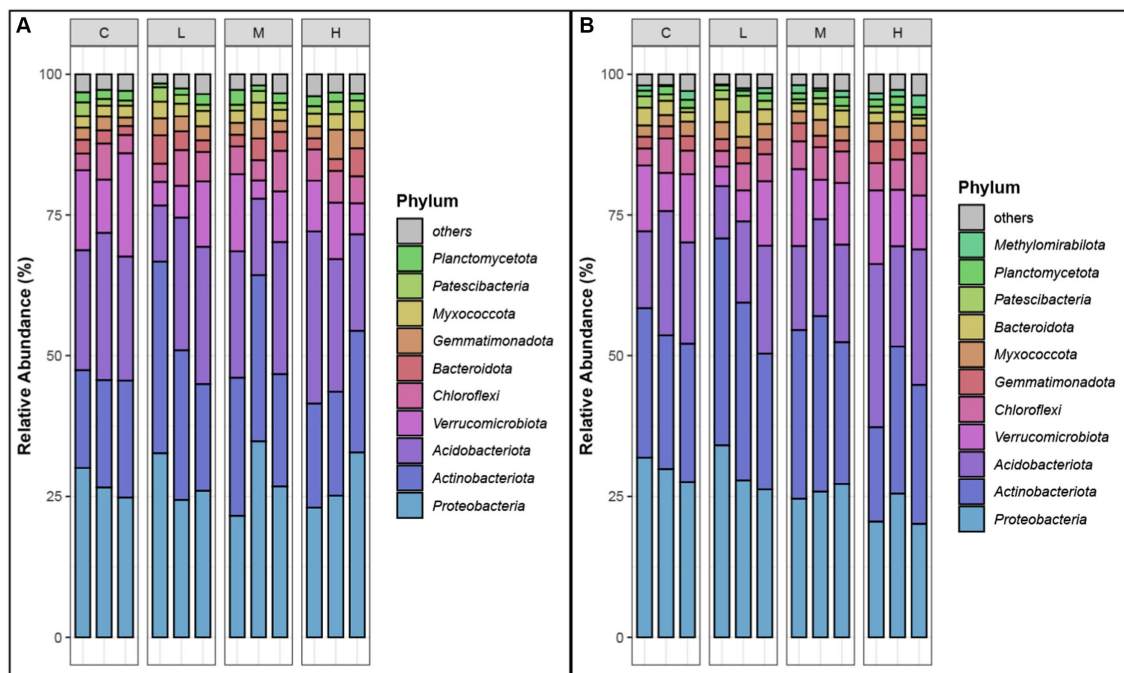 A
C L M H
100
75
50
25
0
Relative Abundance (%)
Phylum
others
Planctomycetota
Patescibacteria
Myxococcota
Gemmatimonadota
Bacteroidota
Chloroflexi
Verrucomicrobiota
Acidobacteriota
Actinobacteriota
Proteobacteria
B
C L M H
100
75
50
25
0
Relative Abundance (%)
Phylum
others
Methylomirabilota
Planctomycetota
Patescibacteria
Bacteroidota
Myxococcota
Gemmatimonadota
Chloroflexi
Verrucomicrobiota
Acidobacteriota
Actinobacteriota
Proteobacteria